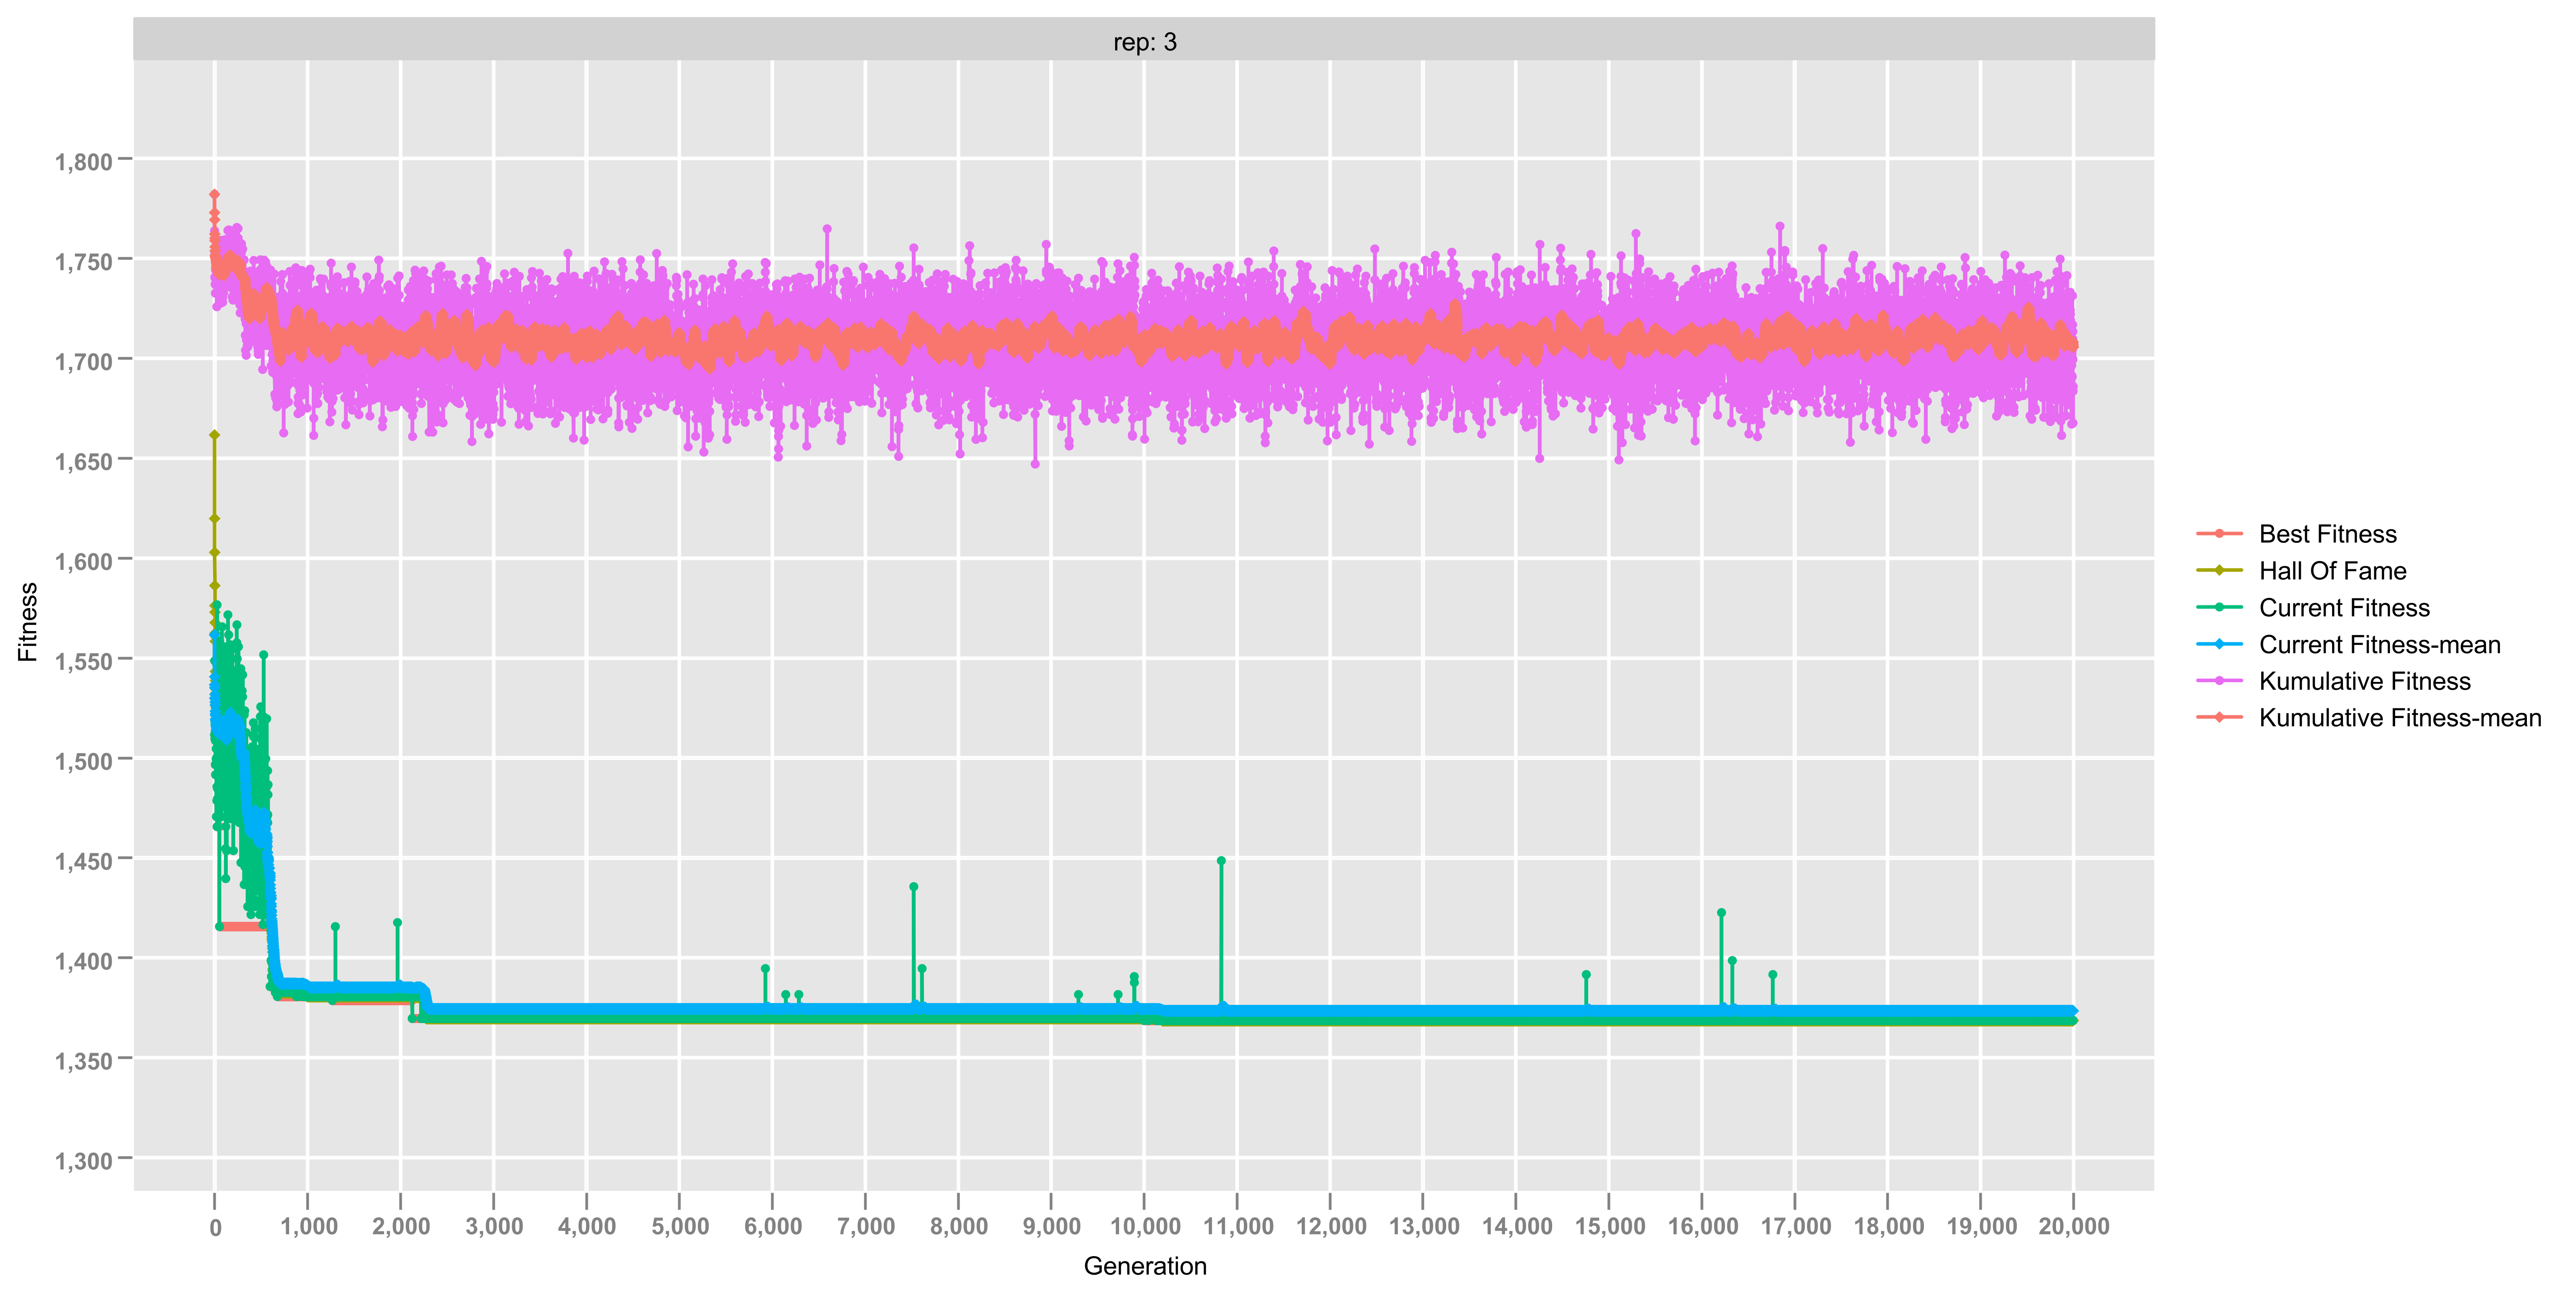 rep: 3
1,800
1,750
1,700
1,650
1,600
1,550
1,500
1,450
1,400
1,350
1,300
Fitness
0 1,000 2,000 3,000 4,000 5,000 6,000 7,000 8,000 9,000 10,000 11,000 12,000 13,000 14,000 15,000 16,000 17,000 18,000 19,000 20,000
Generation
Best Fitness
Hall Of Fame
Current Fitness
Current Fitness-mean
Kumulative Fitness
Kumulative Fitness-mean